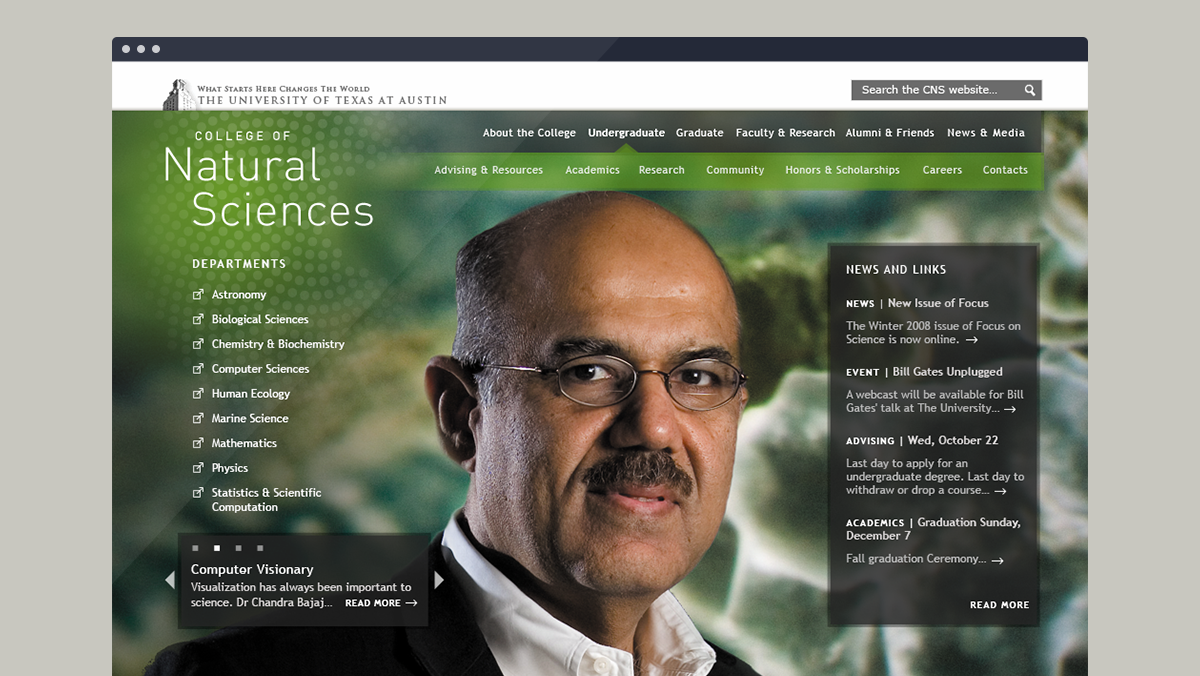 What Starts Here Changes The World
THE UNIVERSITY OF TEXAS AT AUSTIN
Search the CNS website...
COLLEGE OF
Natural
Sciences
About the College Undergraduate Graduate Faculty & Research Alumni & Friends News & Media
Advising & Resources Academics Research Community Honors & Scholarships Careers Contacts
DEPARTMENTS
Astronomy
Biological Sciences
Chemistry & Biochemistry
Computer Sciences
Human Ecology
Marine Science
Mathematics
Physics
Statistics & Scientific
Computation
Computer Visionary
Visualization has always been important to
science. Dr Chandra Bajaj... READ MORE →
NEWS AND LINKS
NEWS | New Issue of Focus
The Winter 2008 issue of Focus on
Science is now online. →
EVENT | Bill Gates Unplugged
A webcast will be available for Bill
Gates' talk at The University... →
ADVISING | Wed, October 22
Last day to apply for an
undergraduate degree. Last day to
withdraw or drop a course... →
ACADEMICS | Graduation Sunday,
December 7
Fall graduation Ceremony... →
READ MORE